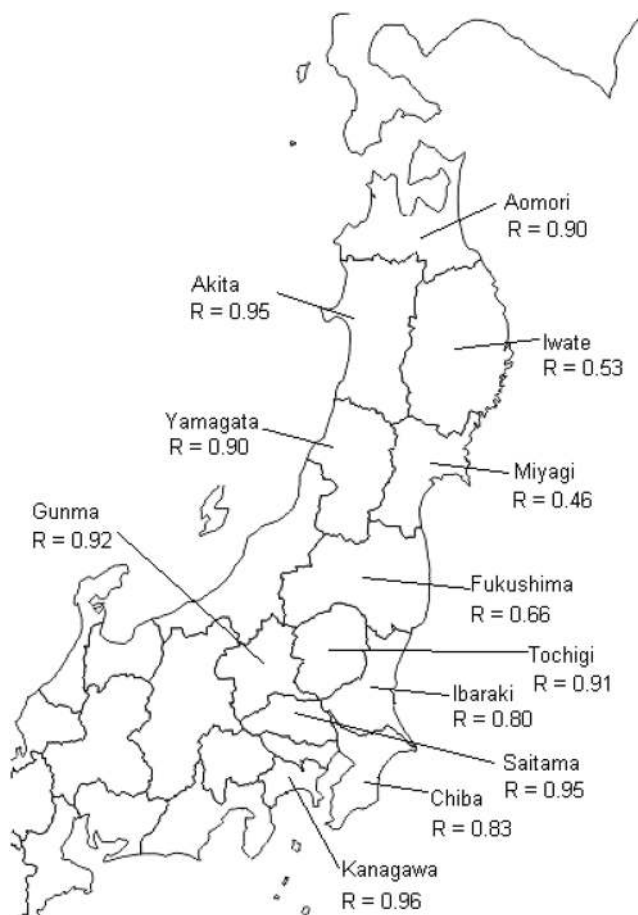 Aomori
R = 0.90
Akita
R = 0.95
Iwate
R = 0.53
Yamagata
R = 0.90
Miyagi
R = 0.46
Gunma
R = 0.92
Fukushima
R = 0.66
Tochigi
R = 0.91
Ibaraki
R = 0.80
Saitama
R = 0.95
Chiba
R = 0.83
Kanagawa
R = 0.96